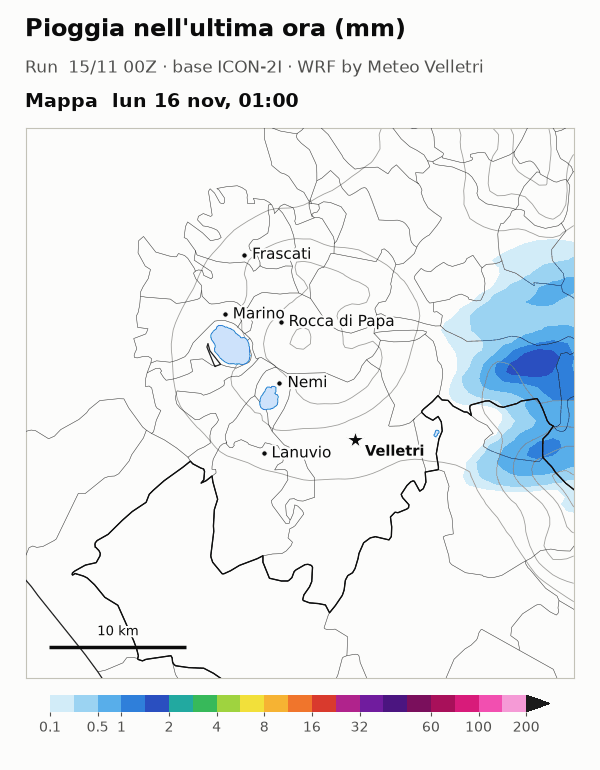 Pioggia nell'ultima ora (mm)
Run  15/11 00Z · base ICON-2I · WRF by Meteo Velletri
Mappa  lun 16 nov, 01:00
Frascati
Marino
Rocca di Papa
Nemi
Velletri
Lanuvio
10 km
0.1 0.5 1 2 4 8 16 32 60 100 200